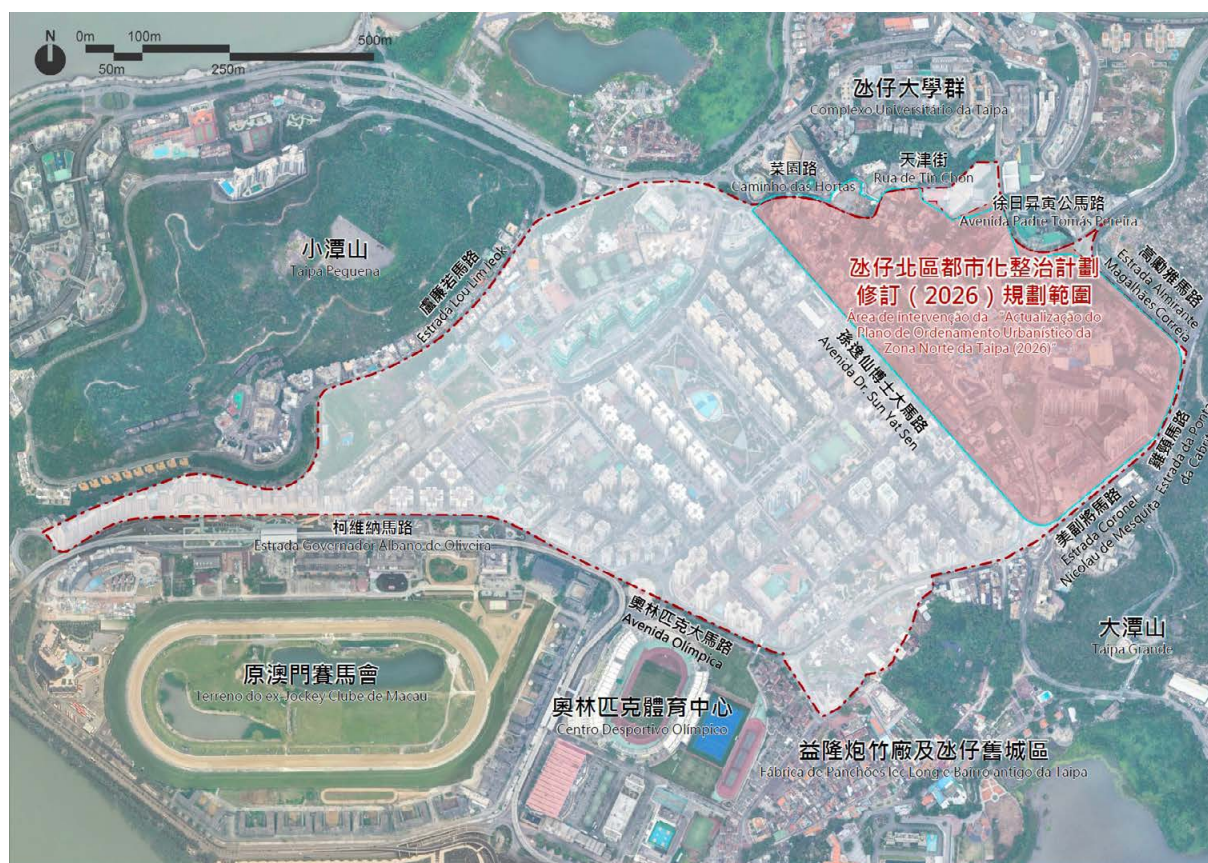 N
0m 100m 500m
50m 250m
氹仔大學群
Complexo Universitário da Taipa
菜園路
Caminho das Hortas
天津街
Rua de Tin Chon
徐日昇寅公馬路
Avenida Padre Tomás Pereira
小潭山
Taipa Pequena
盧廉若馬路
Estrada Lou Lim Ieok
氹仔北區都市化整治計劃
修訂（2026）規劃範圍
Área de intervenção da "Actualização do
Plano de Ordenamento Urbanístico da
Zona Norte da Taipa (2026)"
高勵雅馬路
Estrada Almirante
Magalhães Correia
孫逸仙博士大馬路
Avenida Dr. Sun Yat Sen
雞頸馬路
Estrada da Ponta
da Cabrita
美副將馬路
Estrada Coronel
Nicolau de Mesquita
柯維納馬路
Estrada Governador Albano de Oliveira
奧林匹克大馬路
Avenida Olímpica
大潭山
Taipa Grande
原澳門賽馬會
Terreno do ex-Jockey Clube de Macau
奧林匹克體育中心
Centro Desportivo Olímpico
益隆炮竹廠及氹仔舊城區
Fábrica de Panchões Iec Long e Bairro antigo da Taipa